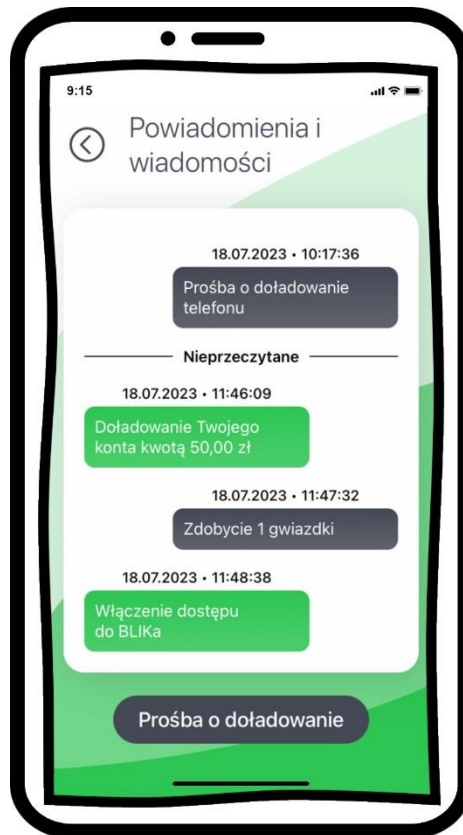 9:15
Powiadomienia i
wiadomości
18.07.2023 • 10:17:36
Prośba o doładowanie
telefonu
Nieprzeczytane
18.07.2023 • 11:46:09
Doładowanie Twojego
konta kwotą 50,00 zł
18.07.2023 • 11:47:32
Zdobycie 1 gwiazdki
18.07.2023 • 11:48:38
Włączenie dostępu
do BLIKa
Prośba o doładowanie